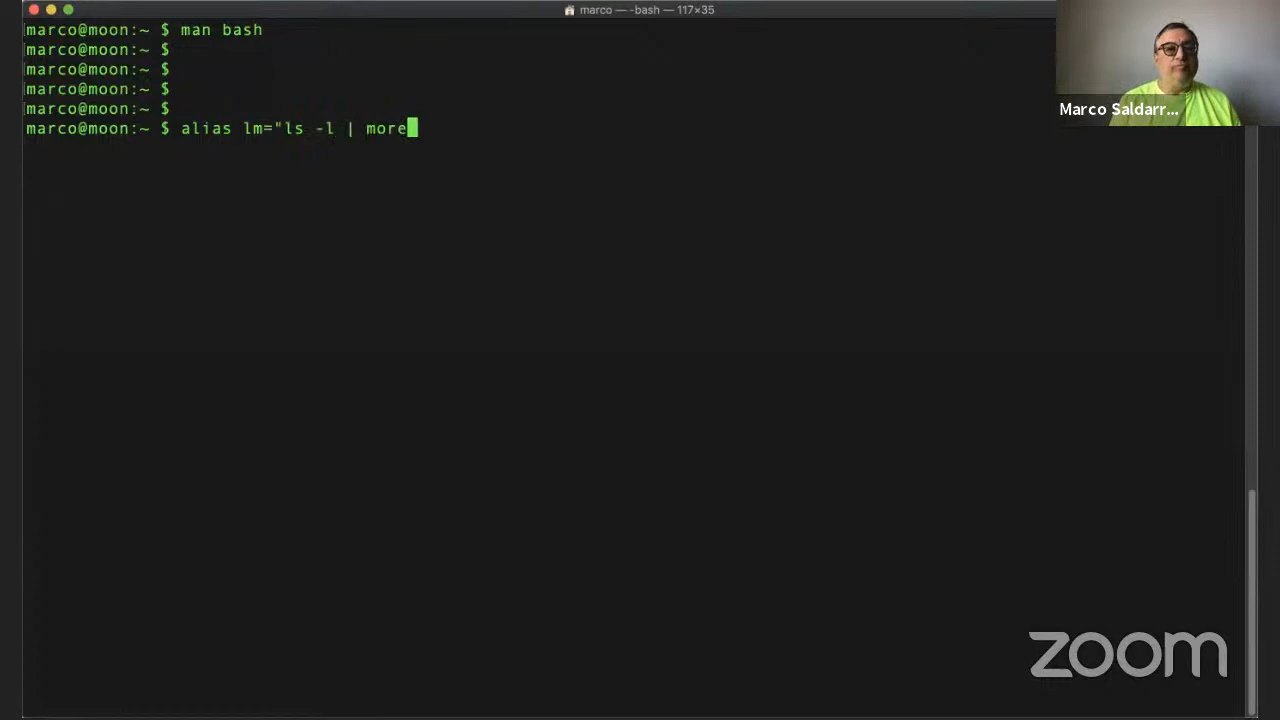 marco — -bash — 117×35
marco@moon:~ $ man bash
marco@moon:~ $
marco@moon:~ $
marco@moon:~ $
marco@moon:~ $
marco@moon:~ $ alias lm="ls -l | more
Marco Saldarr...
zoom